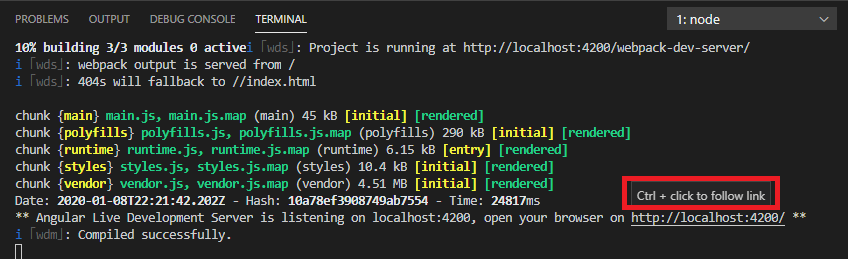 PROBLEMS OUTPUT DEBUG CONSOLE TERMINAL 1: node
10% building 3/3 modules 0 activei ｢wds｣: Project is running at http://localhost:4200/webpack-dev-server/
i ｢wds｣: webpack output is served from /
i ｢wds｣: 404s will fallback to //index.html
chunk {main} main.js, main.js.map (main) 45 kB [initial] [rendered]
chunk {polyfills} polyfills.js, polyfills.js.map (polyfills) 290 kB [initial] [rendered]
chunk {runtime} runtime.js, runtime.js.map (runtime) 6.15 kB [entry] [rendered]
chunk {styles} styles.js, styles.js.map (styles) 10.4 kB [initial] [rendered]
chunk {vendor} vendor.js, vendor.js.map (vendor) 4.51 MB [initial] [rendered]
Date: 2020-01-08T22:21:42.202Z - Hash: 10a78ef3908749ab7554 - Time: 24817ms
Ctrl + click to follow link
** Angular Live Development Server is listening on localhost:4200, open your browser on http://localhost:4200/ **
i ｢wdm｣: Compiled successfully.